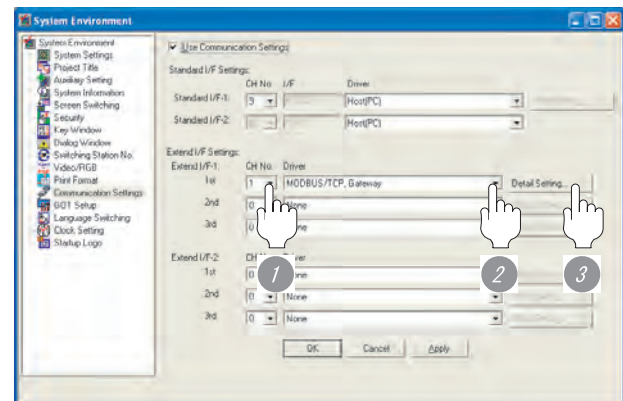 System Environment
System Environment
System Settings
Project Title
Auxiliary Setting
System Information
Screen Switching
Security
Key Window
Dialog Window
Switching Station No.
Video/RGB
Print Format
Communication Settings
GOT Setup
Language Switching
Clock Setting
Startup Logo
Use Communication Settings
Standard I/F Settings:
CH No. I/F Driver
Standard I/F-1: 9 Host(PC)
Standard I/F-2: Host(PC)
Extend I/F Settings:
Extend I/F-1: CH No. Driver
1st 1 MODBUS/TCP, Gateway Detail Setting...
2nd 0 None
3rd 0 None
Extend I/F-2: CH No. Driver
1st 0 None
2nd 0 None
3rd 0 None
1 2 3
OK Cancel Apply